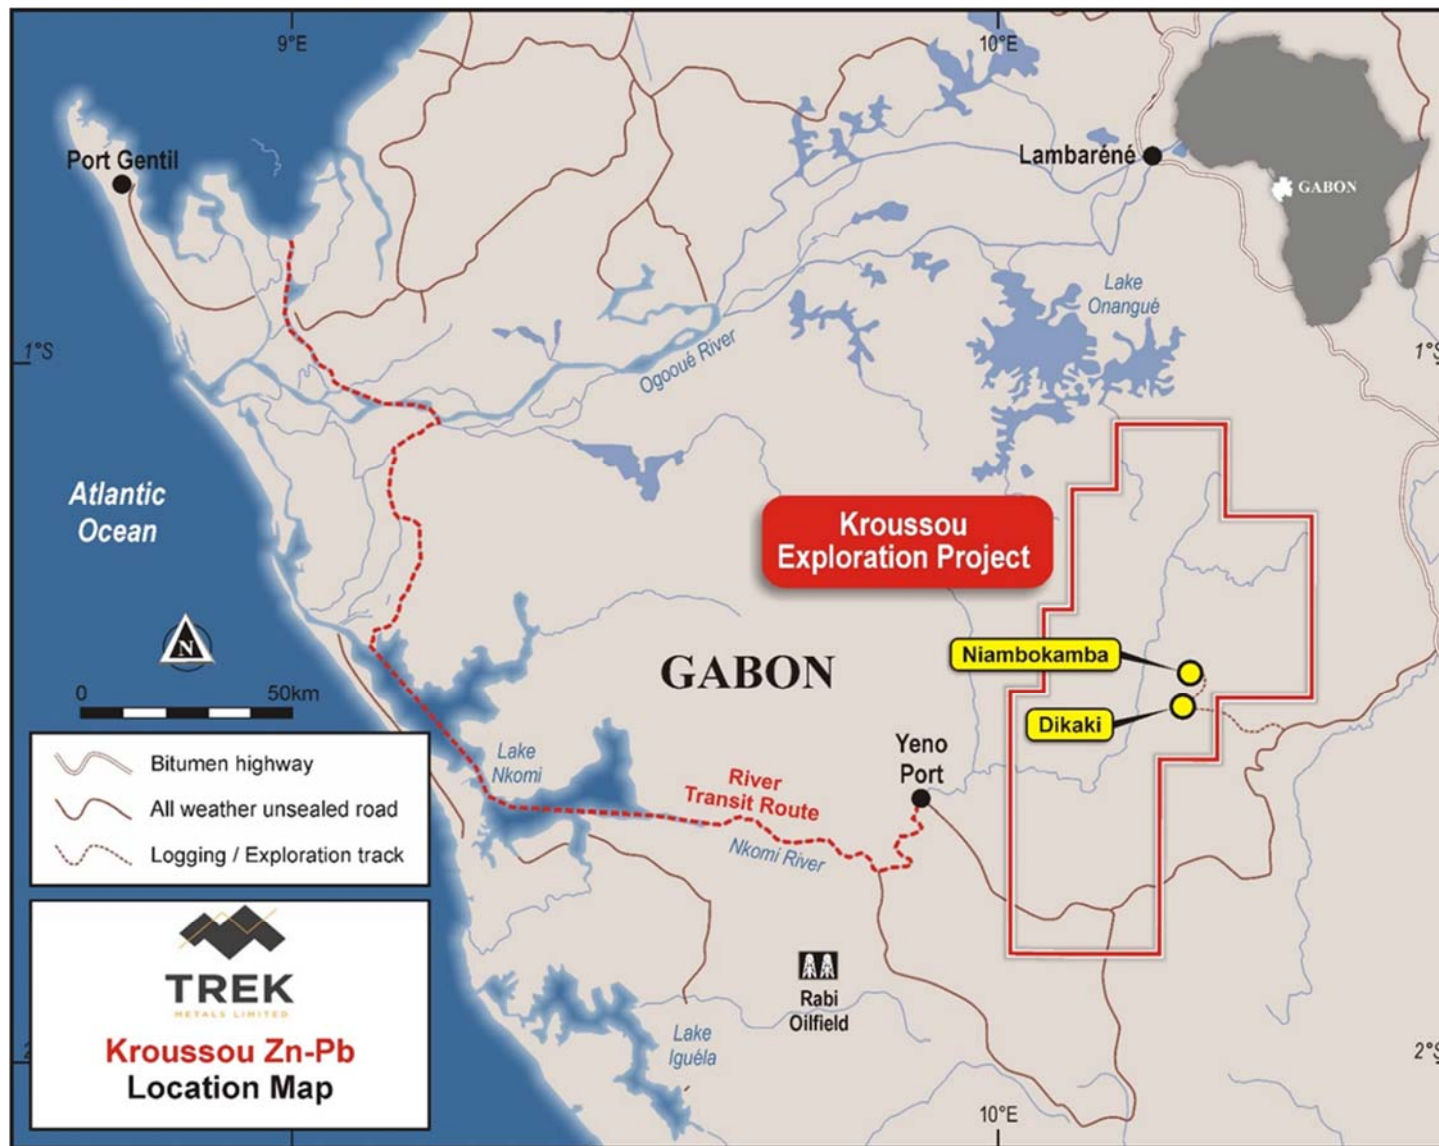 9°E
10°E
Port Gentil
Lambaréné
GABON
Lake
Onangué
1°S
Ogooué River
1°S
Atlantic
Ocean
Kroussou
Exploration Project
N
Niambokamba
GABON
0
50km
Dikaki
Yeno
Port
Lake
Nkomi
River
Transit Route
Nkomi River
Bitumen highway
All weather unsealed road
Logging / Exploration track
Rabi
Oilfield
TREK
METALS LIMITED
Kroussou Zn-Pb
Location Map
Lake
Iguéla
2°S
10°E